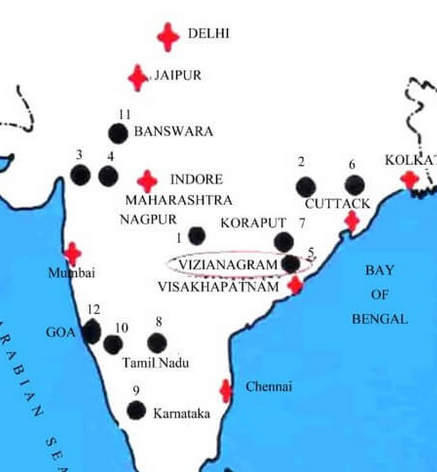 DELHI
JAIPUR
11
BANSWARA
3
4
INDORE
2
6
KOLKAT
MAHARASHTRA
CUTTACK
NAGPUR
KORAPUT
7
1
5
VIZIANAGRAM
Mumbai
VISAKHAPATNAM
BAY
OF
BENGAL
12
GOA
10
8
Tamil Nadu
ARABIAN SEA
9
Karnataka
Chennai